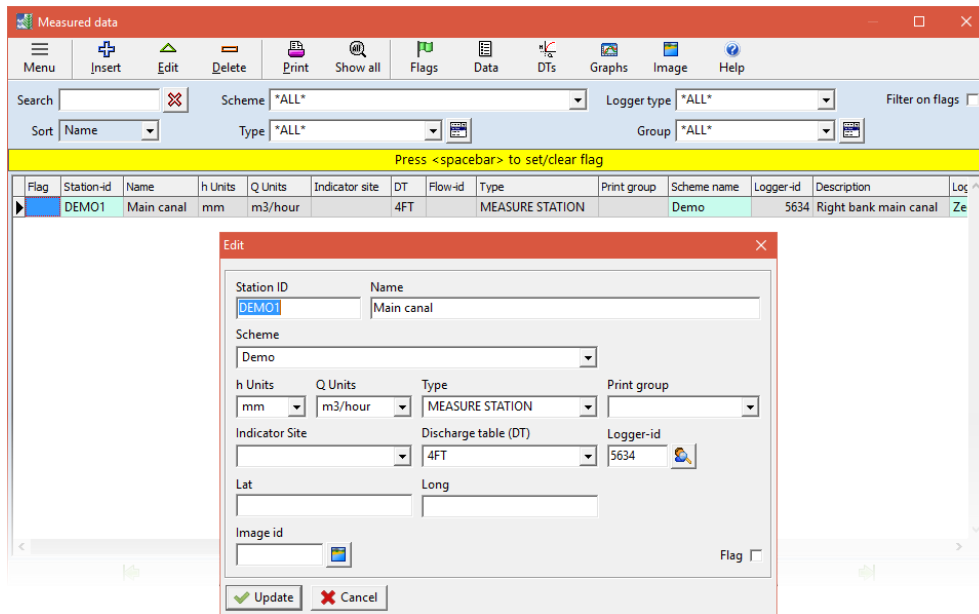 Measured data
Menu Insert Edit Delete Print Show all Flags Data DTs Graphs Image Help
Search Scheme *ALL* Logger type *ALL* Filter on flags
Sort Name Type *ALL* Group *ALL*
Press <spacebar> to set/clear flag
Flag Station-id Name h Units Q Units Indicator site DT Flow-id Type Print group Scheme name Logger-id Description Log
DEMO1 Main canal mm m3/hour 4FT MEASURE STATION Demo 5634 Right bank main canal Ze
Edit
Station ID Name
DEMO1 Main canal
Scheme
Demo
h Units Q Units Type Print group
mm m3/hour MEASURE STATION
Indicator Site Discharge table (DT) Logger-id
4FT 5634
Lat Long
Image id
Flag
Update Cancel